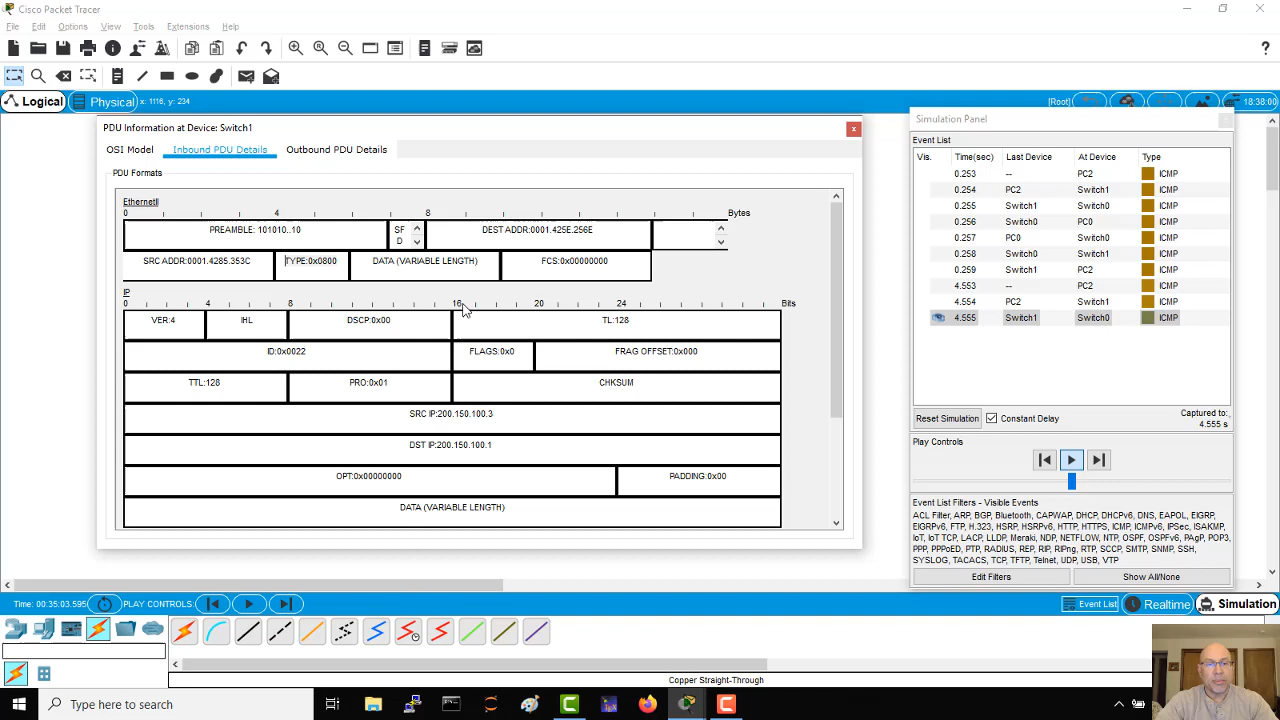 Cisco Packet Tracer
File Edit Options View Tools Extensions Help
?
Logical Physical x: 1116, y: 234 [Root] 18:38:00
PDU Information at Device: Switch1
OSI Model Inbound PDU Details Outbound PDU Details
PDU Formats
EthernetII
0 4 8 Bytes
PREAMBLE: 101010..10 SF D DEST ADDR:0001.425E.256E
SRC ADDR:0001.4285.353C TYPE:0x0800 DATA (VARIABLE LENGTH) FCS:0x00000000
IP
0 4 8 16 20 24 Bits
VER:4 IHL DSCP:0x00 TL:128
ID:0x0022 FLAGS:0x0 FRAG OFFSET:0x000
TTL:128 PRO:0x01 CHKSUM
SRC IP:200.150.100.3
DST IP:200.150.100.1
OPT:0x00000000 PADDING:0x00
DATA (VARIABLE LENGTH)
Simulation Panel
Event List
Vis. Time(sec) Last Device At Device Type
0.253 -- PC2 ICMP
0.254 PC2 Switch1 ICMP
0.255 Switch1 Switch0 ICMP
0.256 Switch0 PC0 ICMP
0.257 PC0 Switch0 ICMP
0.258 Switch0 Switch1 ICMP
0.259 Switch1 PC2 ICMP
4.553 -- PC2 ICMP
4.554 PC2 Switch1 ICMP
4.555 Switch1 Switch0 ICMP
Reset Simulation Constant Delay Captured to:
4.555 s
Play Controls
Event List Filters - Visible Events
ACL Filter, ARP, BGP, Bluetooth, CAPWAP, DHCP, DHCPv6, DNS, EAPOL, EIGRP,
EIGRPv6, FTP, H.323, HSRP, HSRPv6, HTTP, HTTPS, ICMP, ICMPv6, IPSec, ISAKMP,
IoT, IoT TCP, LACP, LLDP, Meraki, NDP, NETFLOW, NTP, OSPF, OSPFv6, PAgP, POP3,
PPP, PPPoED, PTP, RADIUS, REP, RIP, RIPng, RTP, SCCP, SMTP, SNMP, SSH,
SYSLOG, TACACS, TCP, TFTP, Telnet, UDP, USB, VTP
Edit Filters Show All/None
Time: 00:35:03.595 PLAY CONTROLS: Event List Realtime Simulation
Copper Straight-Through
Type here to search